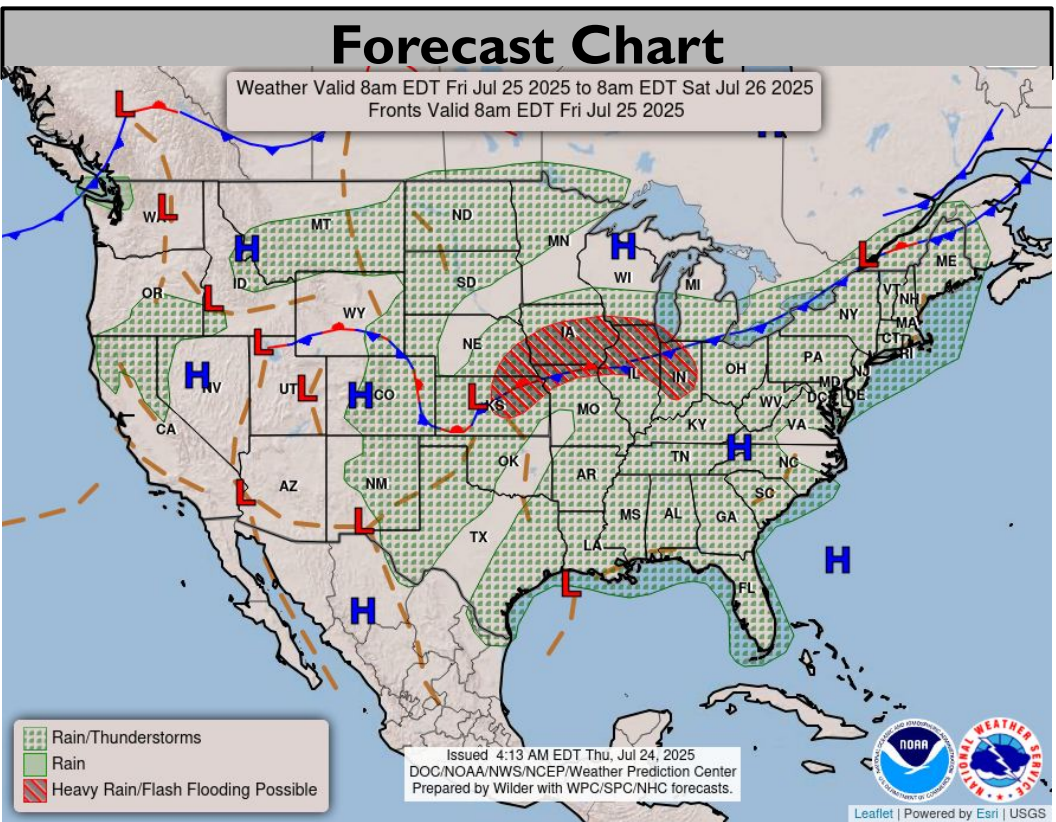 Forecast Chart
Weather Valid 8am EDT Fri Jul 25 2025 to 8am EDT Sat Jul 26 2025
Fronts Valid 8am EDT Fri Jul 25 2025
L
H
WA L
MT
ND
MN
H
WI
MI
L
ME
H
ID
OR
L
SD
WY
VT
NH
NY
MA
CT
RI
L
IA
NE
PA
NJ
OH
IL
IN
MD
DE
DC
H
NV
UT L
H CO
L
KS
MO
WV
VA
KY
CA
H
NC
TN
OK
AR
SC
AZ
NM
L
L
TX
MS
AL
GA
LA
H
L
FL
H
Rain/Thunderstorms
Rain
Heavy Rain/Flash Flooding Possible
Issued 4:13 AM EDT Thu, Jul 24, 2025
DOC/NOAA/NWS/NCEP/Weather Prediction Center
Prepared by Wilder with WPC/SPC/NHC forecasts.
NOAA
NATIONAL WEATHER SERVICE
Leaflet | Powered by Esri | USGS